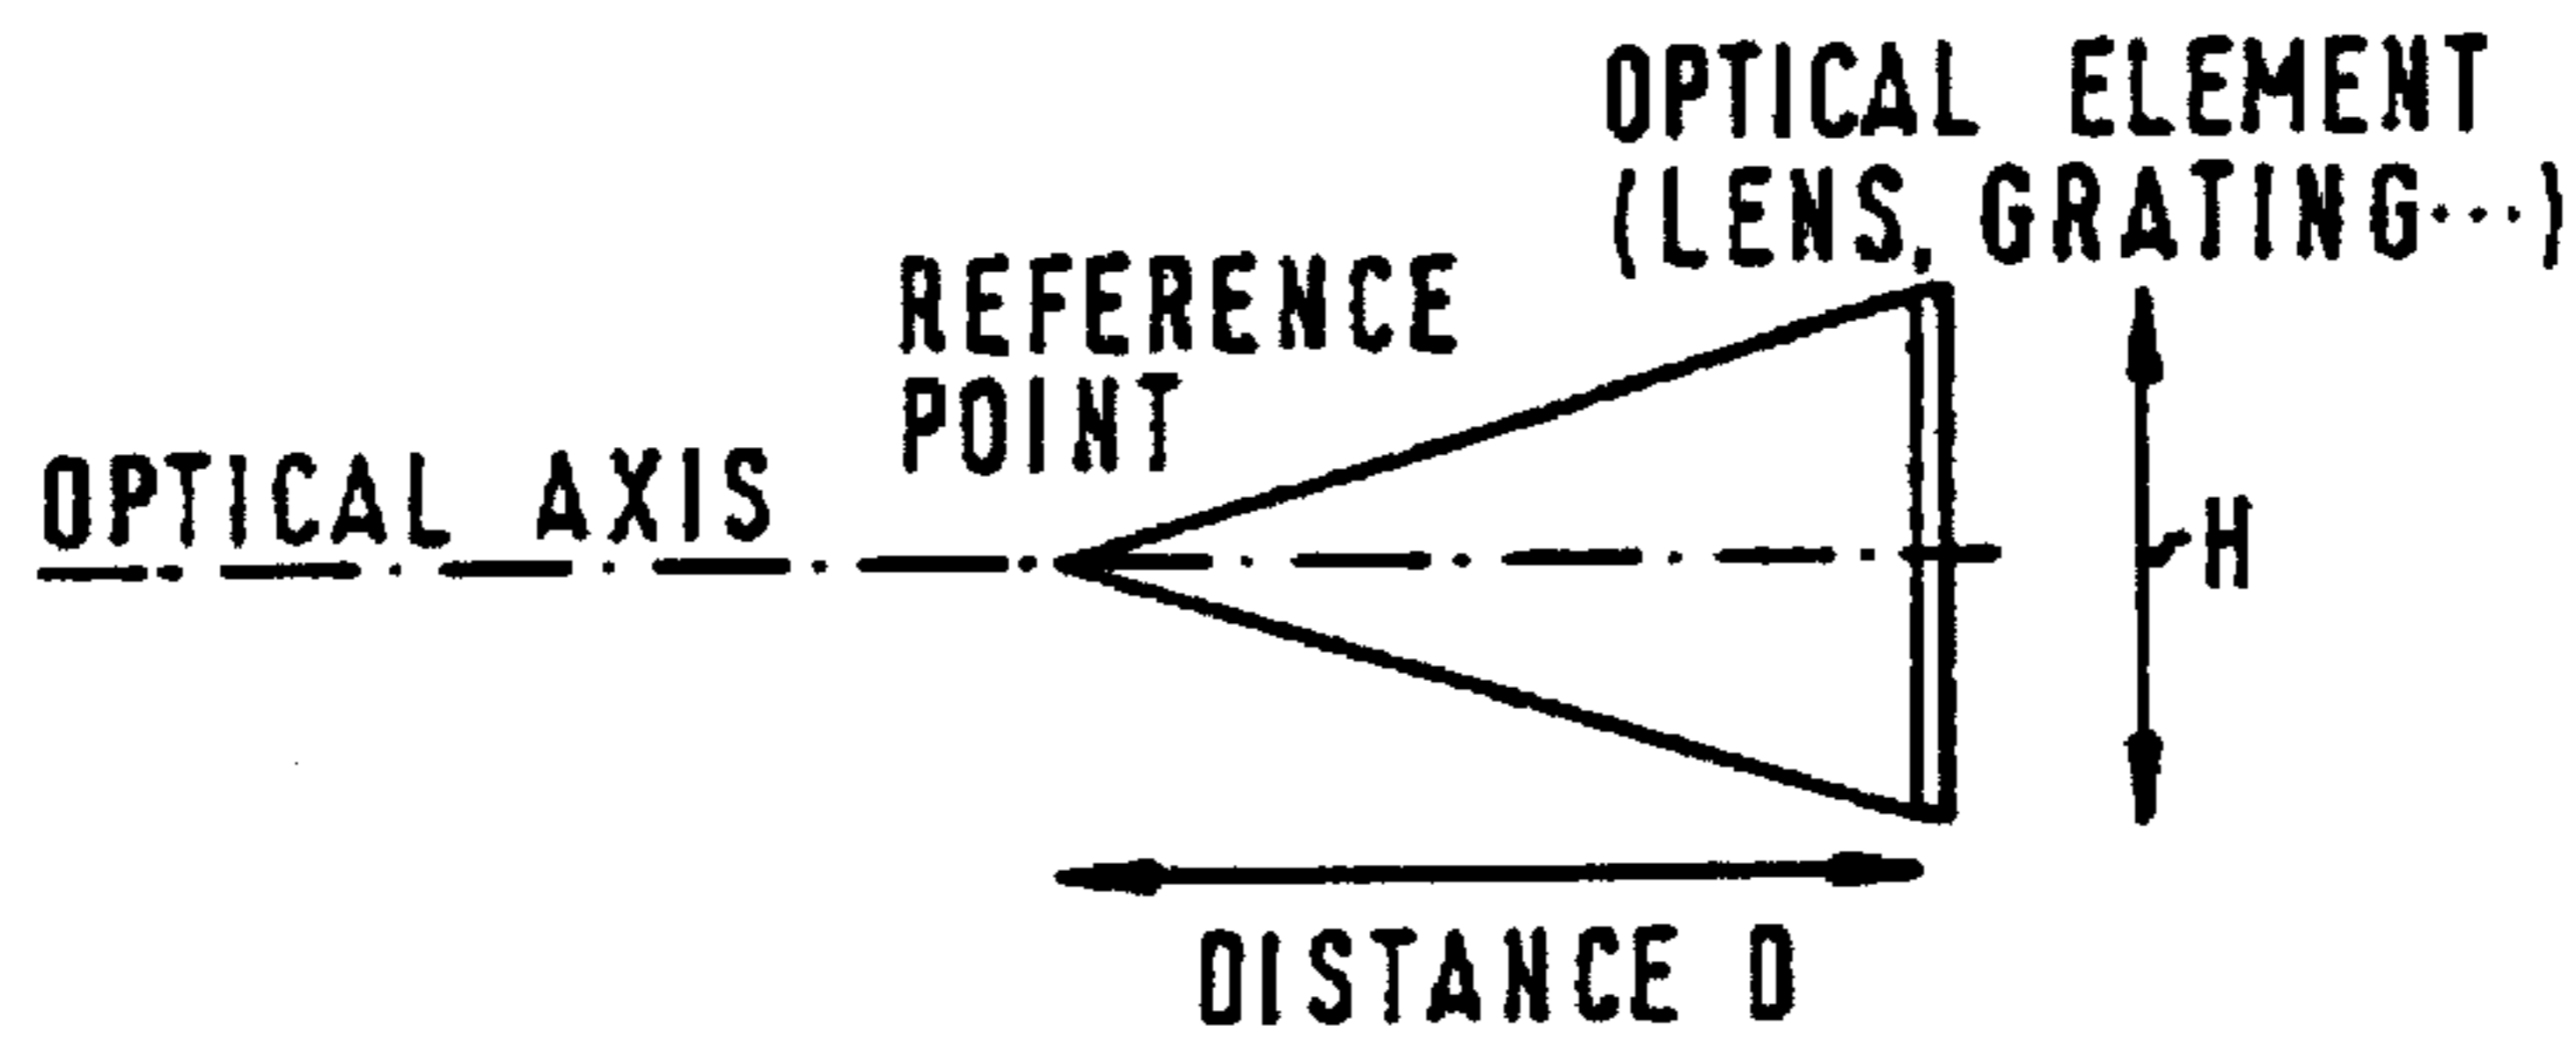 OPTICAL ELEMENT
(LENS, GRATING···)
REFERENCE
POINT
OPTICAL AXIS
H
DISTANCE D